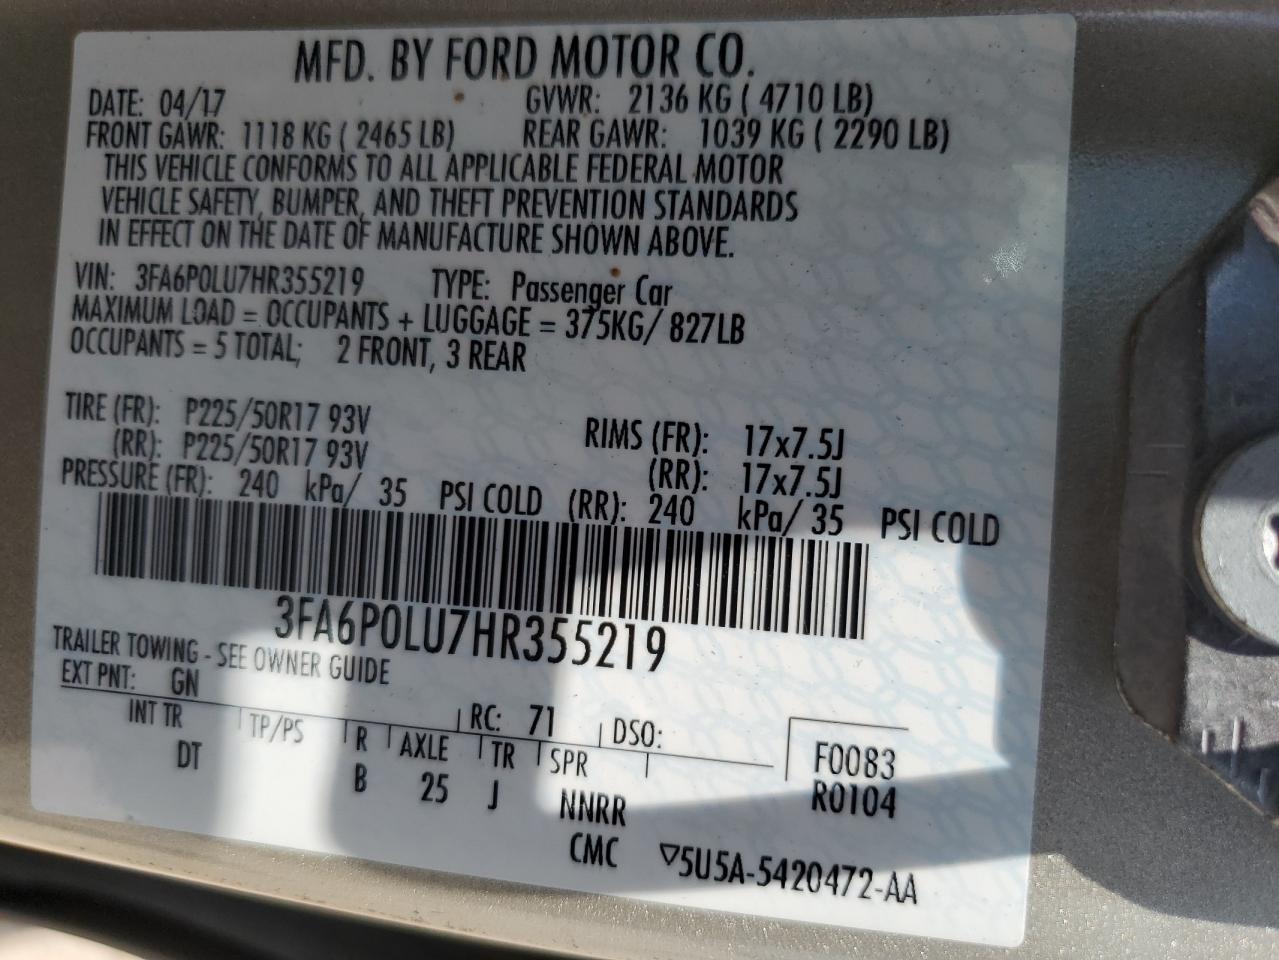 MFD. BY FORD MOTOR CO.
DATE: 04/17 GVWR: 2136 KG ( 4710 LB)
FRONT GAWR: 1118 KG ( 2465 LB) REAR GAWR: 1039 KG ( 2290 LB)
THIS VEHICLE CONFORMS TO ALL APPLICABLE FEDERAL MOTOR
VEHICLE SAFETY, BUMPER, AND THEFT PREVENTION STANDARDS
IN EFFECT ON THE DATE OF MANUFACTURE SHOWN ABOVE.
VIN: 3FA6P0LU7HR355219 TYPE: Passenger Car
MAXIMUM LOAD = OCCUPANTS + LUGGAGE = 375KG/ 827LB
OCCUPANTS = 5 TOTAL; 2 FRONT, 3 REAR
TIRE (FR): P225/50R17 93V RIMS (FR): 17x7.5J
(RR): P225/50R17 93V (RR): 17x7.5J
PRESSURE (FR): 240 kPa/ 35 PSI COLD (RR): 240 kPa/ 35 PSI COLD
3FA6P0LU7HR355219
TRAILER TOWING - SEE OWNER GUIDE
EXT PNT: GN RC: 71 DSO:
INT TR TP/PS R AXLE TR SPR F0083
DT B 25 J NNRR R0104
CMC ▽5U5A-5420472-AA